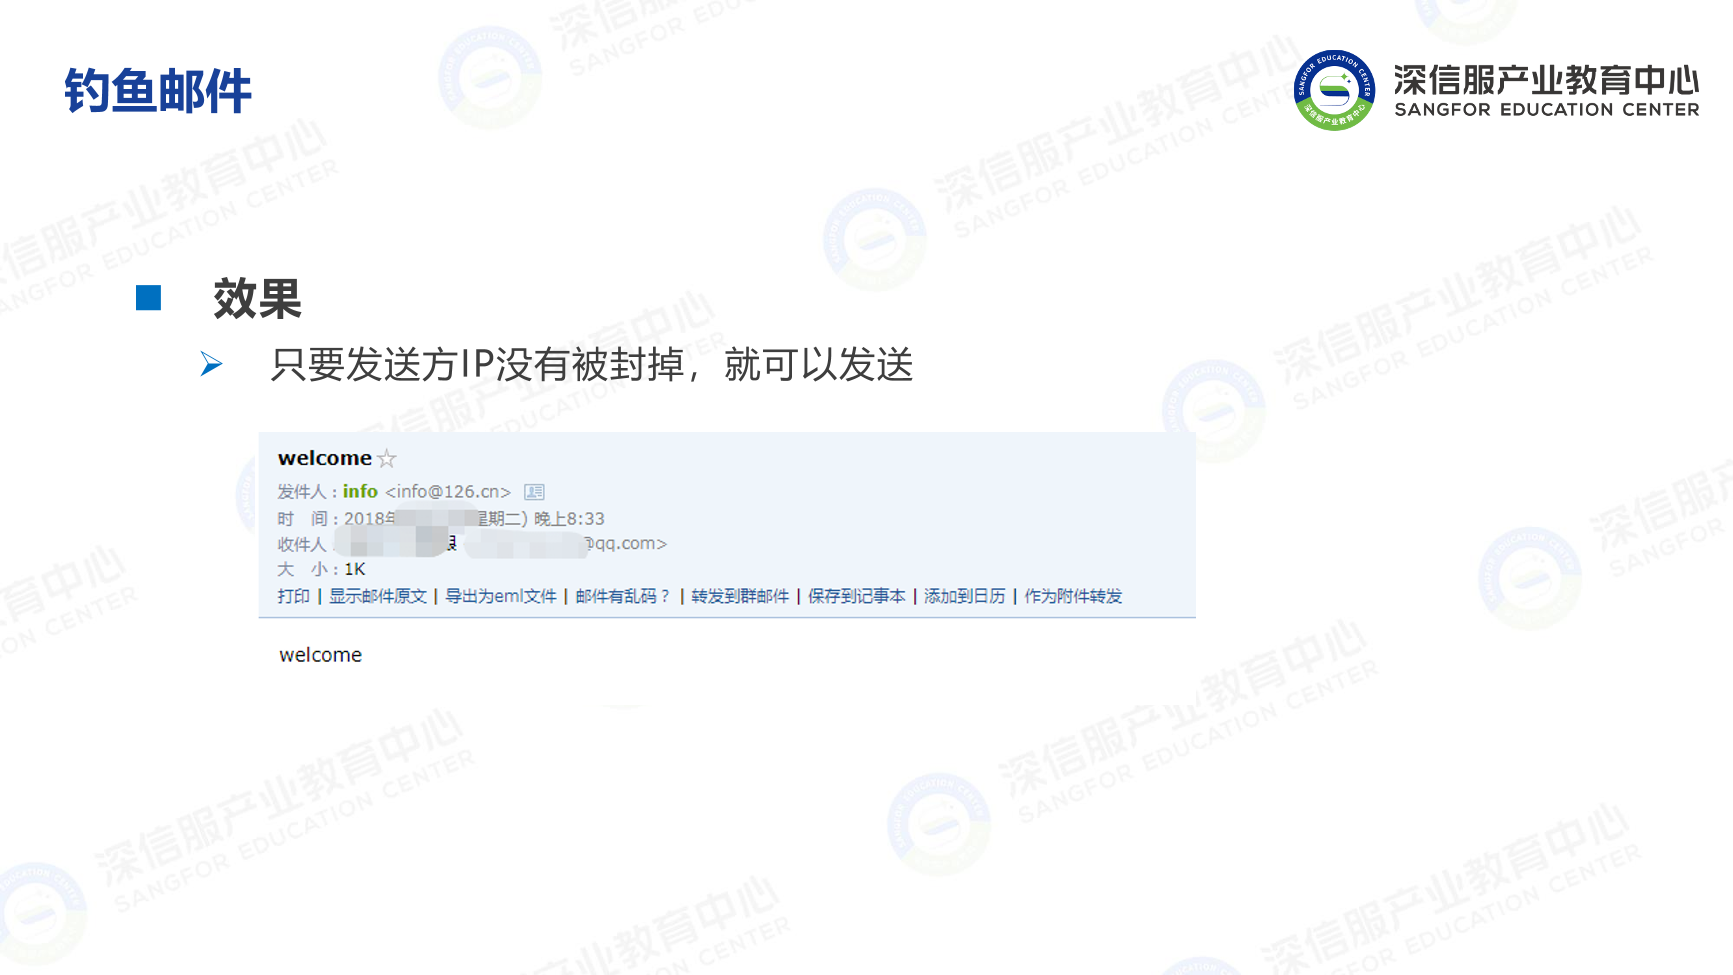 钓鱼邮件
深信服产业教育中心
SANGFOR EDUCATION CENTER
效果
只要发送方IP没有被封掉，就可以发送
welcome
发件人：info <info@126.cn>
时 间：2018年 星期二) 晚上8:33
收件人 @qq.com>
大 小：1K
打印 | 显示邮件原文 | 导出为eml文件 | 邮件有乱码？ | 转发到群邮件 | 保存到记事本 | 添加到日历 | 作为附件转发
welcome